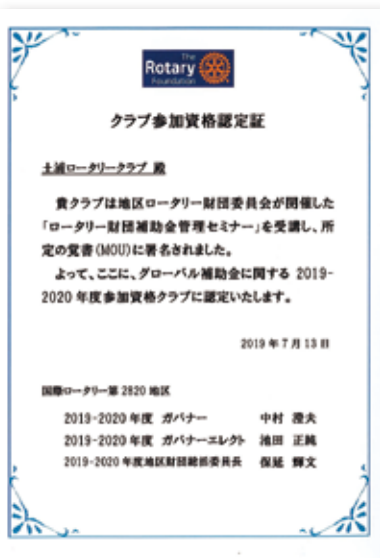 The
Rotary
Foundation
クラブ参加資格認定証
土浦ロータリークラブ 殿
貴クラブは地区ロータリー財団委員会が開催した
「ロータリー財団補助金管理セミナー」を受講し、所
定の覚書(MOU)に署名されました。
よって、ここに、グローバル補助金に関する 2019-
2020 年度参加資格クラブに認定いたします。
2019 年 7 月 13 日
国際ロータリー第 2820 地区
2019-2020 年度 ガバナー 中村 澄夫
2019-2020 年度 ガバナーエレクト 池田 正純
2019-2020 年度地区財団総括委員長 保延 輝文